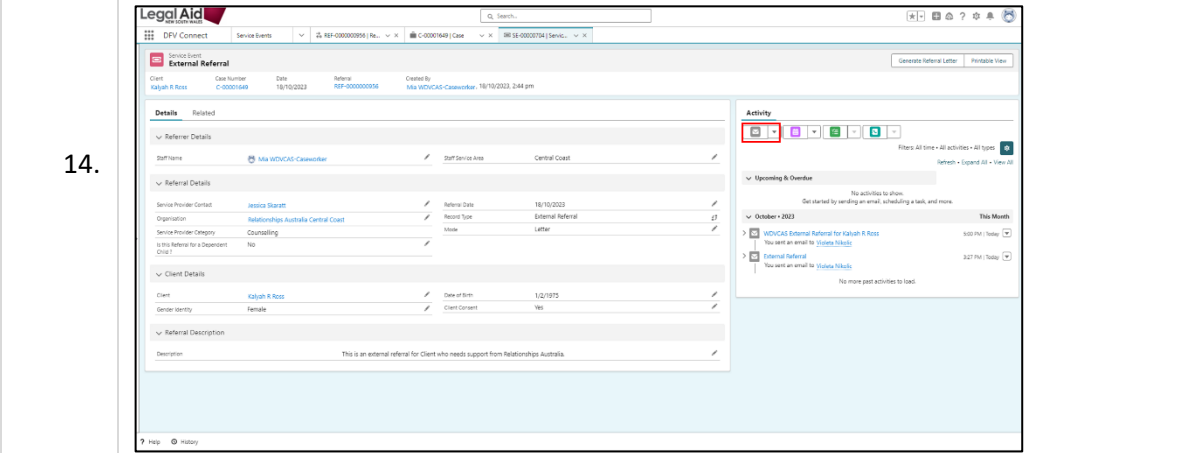 14.
Legal Aid
NEW SOUTH WALES
Search...
DFV Connect
Service Events
REF-0000000956 | Re...
C-00001649 | Case
SE-00000704 | Servic...
Service Event
External Referral
Generate Referral Letter
Printable View
Client
Case Number
Date
Referral
Created By
Kalyah R Ross
C-00001649
18/10/2023
REF-0000000956
Mia WDVCAS-Caseworker, 18/10/2023, 2:44 pm
Details
Related
Referrer Details
Staff Name
Mia WDVCAS-Caseworker
Staff Service Area
Central Coast
Referral Details
Service Provider Contact
Jessica Skaratt
Referral Date
18/10/2023
Organisation
Relationships Australia Central Coast
Record Type
External Referral
Service Provider Category
Counselling
Mode
Letter
Is this Referral for a Dependent
Child ?
No
Client Details
Client
Kalyah R Ross
Date of Birth
1/2/1975
Gender Identity
Female
Client Consent
Yes
Referral Description
Description
This is an external referral for Client who needs support from Relationships Australia.
Activity
Filters: All time • All activities • All types
Refresh • Expand All • View All
Upcoming & Overdue
No activities to show.
Get started by sending an email, scheduling a task, and more.
October • 2023
This Month
WDVCAS External Referral for Kalyah R Ross
5:00 PM | Today
You sent an email to Violeta Nikolic
External Referral
3:27 PM | Today
You sent an email to Violeta Nikolic
No more past activities to load.
? Help
History